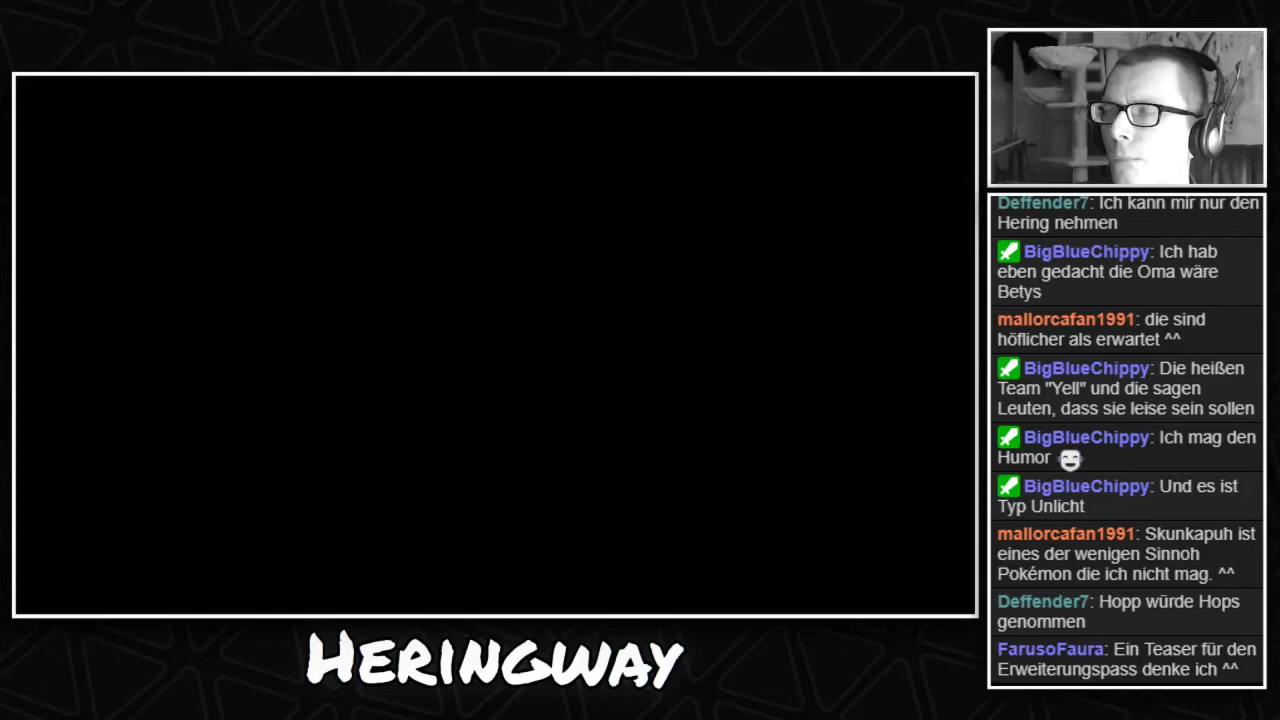 Deffender7: Ich kann mir nur den
Hering nehmen
BigBlueChippy: Ich hab
eben gedacht die Oma wäre
Betys
mallorcafan1991: die sind
höflicher als erwartet ^^
BigBlueChippy: Die heißen
Team "Yell" und die sagen
Leuten, dass sie leise sein sollen
BigBlueChippy: Ich mag den
Humor
BigBlueChippy: Und es ist
Typ Unlicht
mallorcafan1991: Skunkapuh ist
eines der wenigen Sinnoh
Pokémon die ich nicht mag. ^^
Deffender7: Hopp würde Hops
genommen
FarusoFaura: Ein Teaser für den
Erweiterungspass denke ich ^^
HERINGWAY